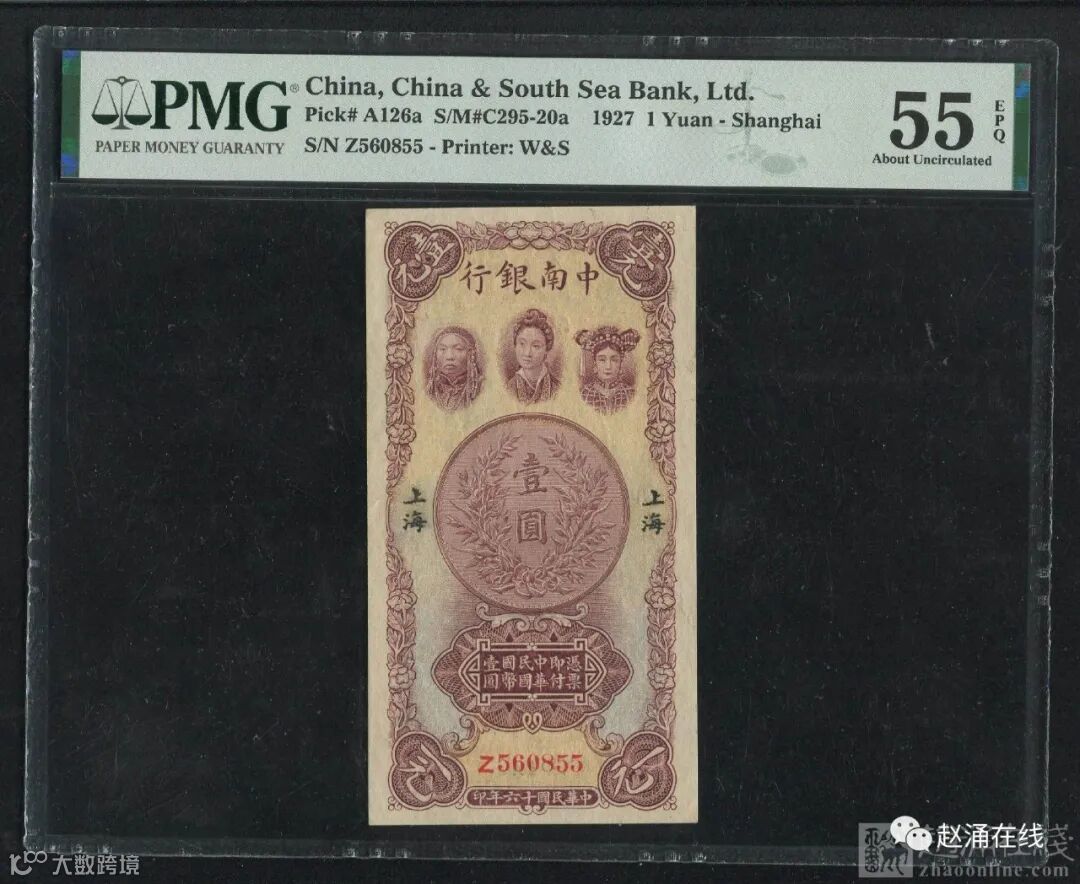 PMG®
PAPER MONEY GUARANTY
China, China & South Sea Bank, Ltd.
Pick# A126a S/M#C295-20a 1927 1 Yuan - Shanghai
S/N Z560855 - Printer: W&S
55
EPQ
About Uncirculated
行銀南中
壹圓
上海
上海
壹國民中即憑
圓幣國華付票
Z560855
印年六十國民華中
大数跨境
赵涌在线
zhaoonline.com